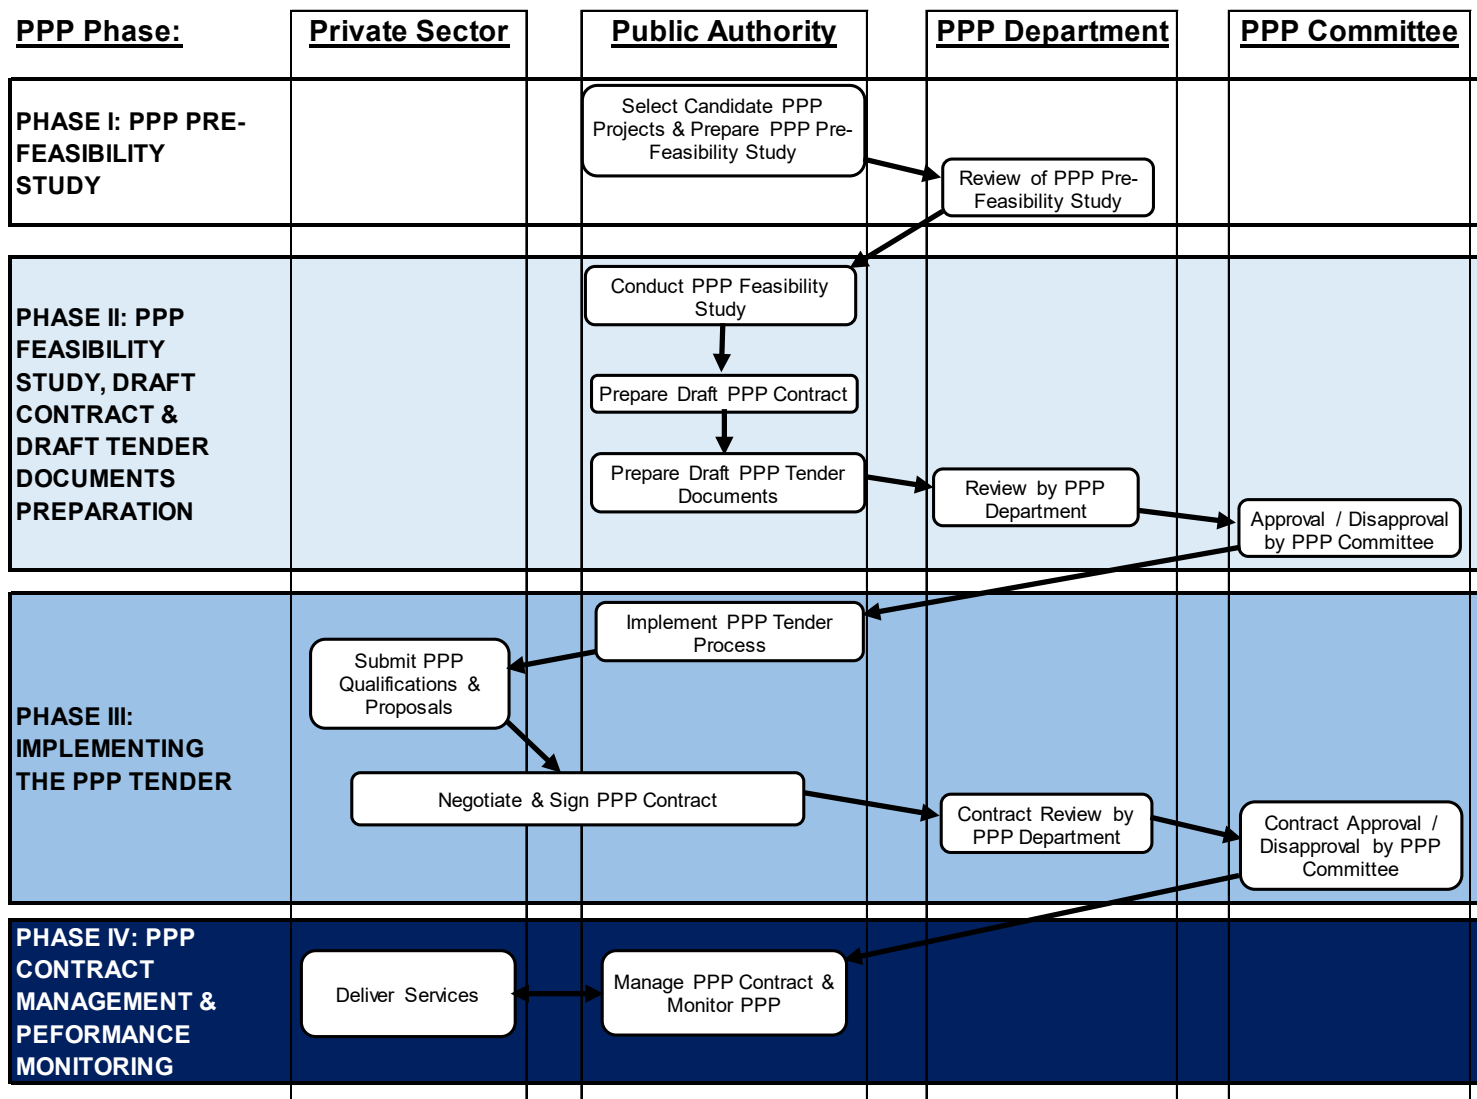 PPP Phase:
Private Sector
Public Authority
PPP Department
PPP Committee
PHASE I: PPP PRE-
FEASIBILITY
STUDY
Select Candidate PPP
Projects & Prepare PPP Pre-
Feasibility Study
Review of PPP Pre-
Feasibility Study
PHASE II: PPP
FEASIBILITY
STUDY, DRAFT
CONTRACT &
DRAFT TENDER
DOCUMENTS
PREPARATION
Conduct PPP Feasibility
Study
Prepare Draft PPP Contract
Prepare Draft PPP Tender
Documents
Review by PPP
Department
Approval / Disapproval
by PPP Committee
PHASE III:
IMPLEMENTING
THE PPP TENDER
Implement PPP Tender
Process
Submit PPP
Qualifications &
Proposals
Negotiate & Sign PPP Contract
Contract Review by
PPP Department
Contract Approval /
Disapproval by PPP
Committee
PHASE IV: PPP
CONTRACT
MANAGEMENT &
PEFORMANCE
MONITORING
Deliver Services
Manage PPP Contract &
Monitor PPP